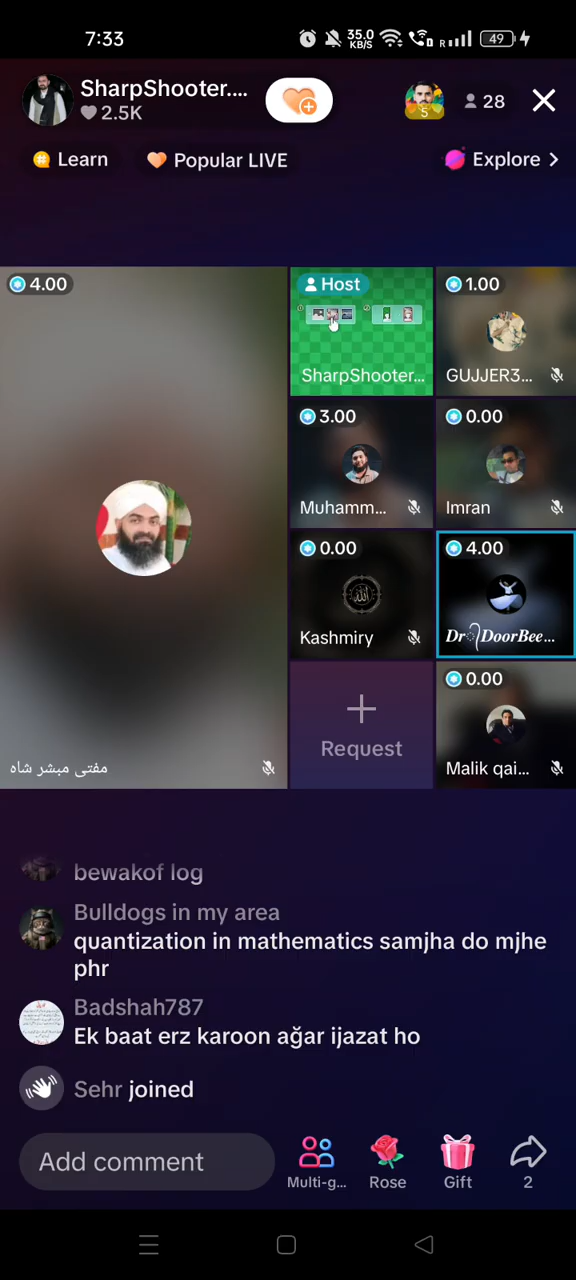 7:33
35.0
KB/S
R
49
SharpShooter....
2.5K
5
28
Learn
Popular LIVE
Explore
4.00
Host
SharpShooter...
1.00
GUJJER3...
3.00
Muhamm...
0.00
Imran
0.00
Kashmiry
الله
4.00
Dr DoorBee...
Request
0.00
Malik qai...
مفتی مبشر شاہ
bewakof log
Bulldogs in my area
quantization in mathematics samjha do mjhe
phr
Badshah787
Ek baat erz karoon ağar ijazat ho
Sehr joined
Add comment
Multi-g...
Rose
Gift
2